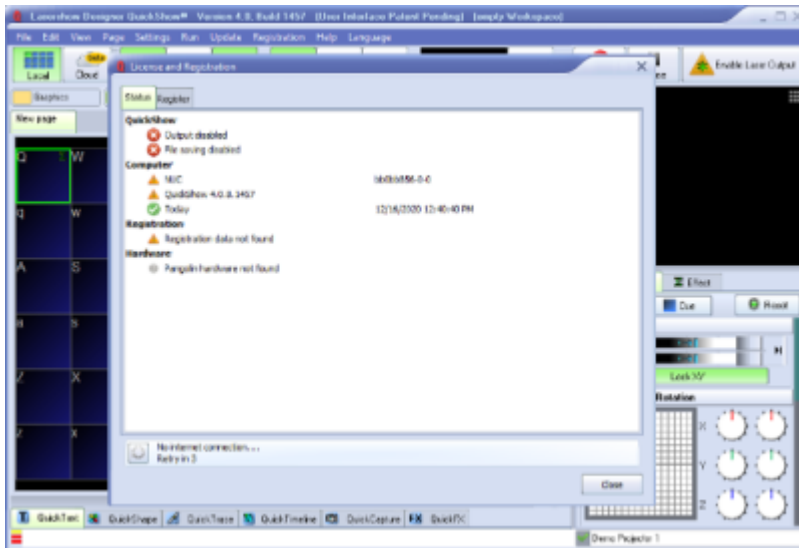 Lasershow Designer QuickShow® Version 4.0, Build 1457 (User Interface Patent Pending) (empty Workspace)
File Edit View Page Settings Run Update Registration Help Language
Local
Cloud
beta
Enable Laser Output
License and Registration
Graphics
Status Register
New page
QuickShow
Output disabled
File saving disabled
Computer
NUC
QuickShow 4.0.0.1457
Today 12/16/2020 12:40:40 PM
Registration
Registration data not found
Hardware
Pangolin hardware not found
Q W
q w
A S
Z X
Effect
Cue Reset
Lock XY
Rotation
X
Y
Z
No internet connection....
Retry in 3
Close
QuickText QuickShape QuickTrace QuickTimeline QuickCapture FX QuickFX
Demo Projector 1